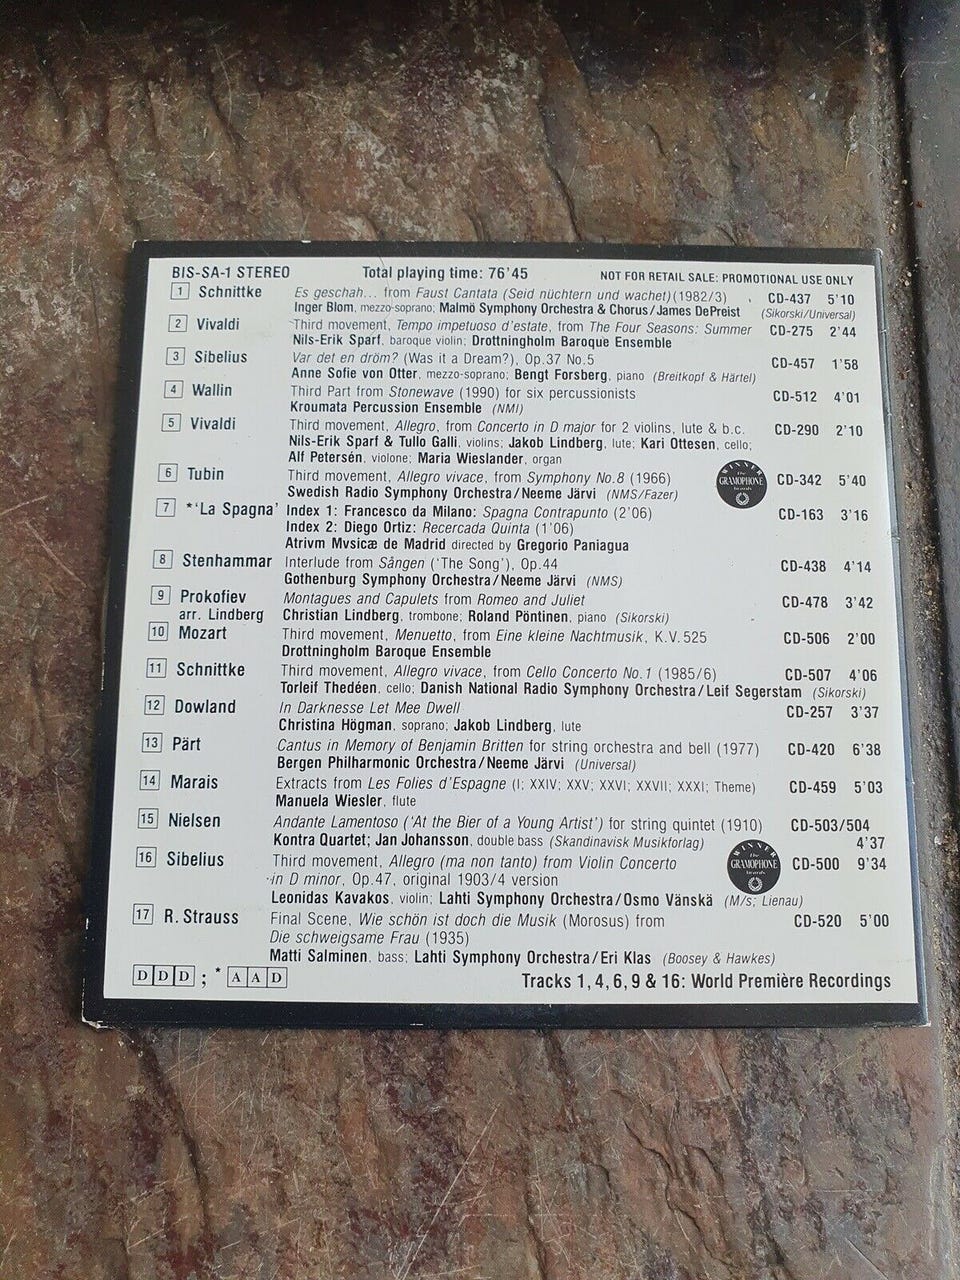 BIS-SA-1 STEREO Total playing time: 76'45 NOT FOR RETAIL SALE: PROMOTIONAL USE ONLY
1 Schnittke Es geschah... from Faust Cantata (Seid nüchtern und wachet) (1982/3) CD-437 5'10
Inger Blom, mezzo-soprano; Malmö Symphony Orchestra & Chorus/James DePreist (Sikorski/Universal)
2 Vivaldi Third movement, Tempo impetuoso d'estate, from The Four Seasons: Summer CD-275 2'44
Nils-Erik Sparf, baroque violin; Drottningholm Baroque Ensemble
3 Sibelius Var det en dröm? (Was it a Dream?), Op.37 No.5 CD-457 1'58
Anne Sofie von Otter, mezzo-soprano; Bengt Forsberg, piano (Breitkopf & Härtel)
4 Wallin Third Part from Stonewave (1990) for six percussionists CD-512 4'01
Kroumata Percussion Ensemble (NMI)
5 Vivaldi Third movement, Allegro, from Concerto in D major for 2 violins, lute & b.c. CD-290 2'10
Nils-Erik Sparf & Tullo Galli, violins; Jakob Lindberg, lute; Kari Ottesen, cello;
Alf Petersén, violone; Maria Wieslander, organ
6 Tubin Third movement, Allegro vivace, from Symphony No.8 (1966) WINNER The GRAMOPHONE Awards CD-342 5'40
Swedish Radio Symphony Orchestra/Neeme Järvi (NMS/Fazer)
7 *'La Spagna' Index 1: Francesco da Milano: Spagna Contrapunto (2'06) CD-163 3'16
Index 2: Diego Ortiz: Recercada Quinta (1'06)
Atrivm Mvsicæ de Madrid directed by Gregorio Paniagua
8 Stenhammar Interlude from Sången ('The Song'), Op.44 CD-438 4'14
Gothenburg Symphony Orchestra/Neeme Järvi (NMS)
9 Prokofiev Montagues and Capulets from Romeo and Juliet CD-478 3'42
arr. Lindberg Christian Lindberg, trombone; Roland Pöntinen, piano (Sikorski)
10 Mozart Third movement, Menuetto, from Eine kleine Nachtmusik, K.V.525 CD-506 2'00
Drottningholm Baroque Ensemble
11 Schnittke Third movement, Allegro vivace, from Cello Concerto No.1 (1985/6) CD-507 4'06
Torleif Thedéen, cello; Danish National Radio Symphony Orchestra/Leif Segerstam (Sikorski)
12 Dowland In Darknesse Let Mee Dwell CD-257 3'37
Christina Högman, soprano; Jakob Lindberg, lute
13 Pärt Cantus in Memory of Benjamin Britten for string orchestra and bell (1977) CD-420 6'38
Bergen Philharmonic Orchestra/Neeme Järvi (Universal)
14 Marais Extracts from Les Folies d'Espagne (I; XXIV; XXV; XXVI; XXVII; XXXI; Theme) CD-459 5'03
Manuela Wiesler, flute
15 Nielsen Andante Lamentoso ('At the Bier of a Young Artist') for string quintet (1910) CD-503/504
Kontra Quartet; Jan Johansson, double bass (Skandinavisk Musikforlag) 4'37
16 Sibelius Third movement, Allegro (ma non tanto) from Violin Concerto WINNER The GRAMOPHONE Awards CD-500 9'34
in D minor, Op.47, original 1903/4 version
Leonidas Kavakos, violin; Lahti Symphony Orchestra/Osmo Vänskä (M/s; Lienau)
17 R. Strauss Final Scene, Wie schön ist doch die Musik (Morosus) from CD-520 5'00
Die schweigsame Frau (1935)
Matti Salminen, bass; Lahti Symphony Orchestra/Eri Klas (Boosey & Hawkes)
DDD ; * AAD Tracks 1, 4, 6, 9 & 16: World Première Recordings